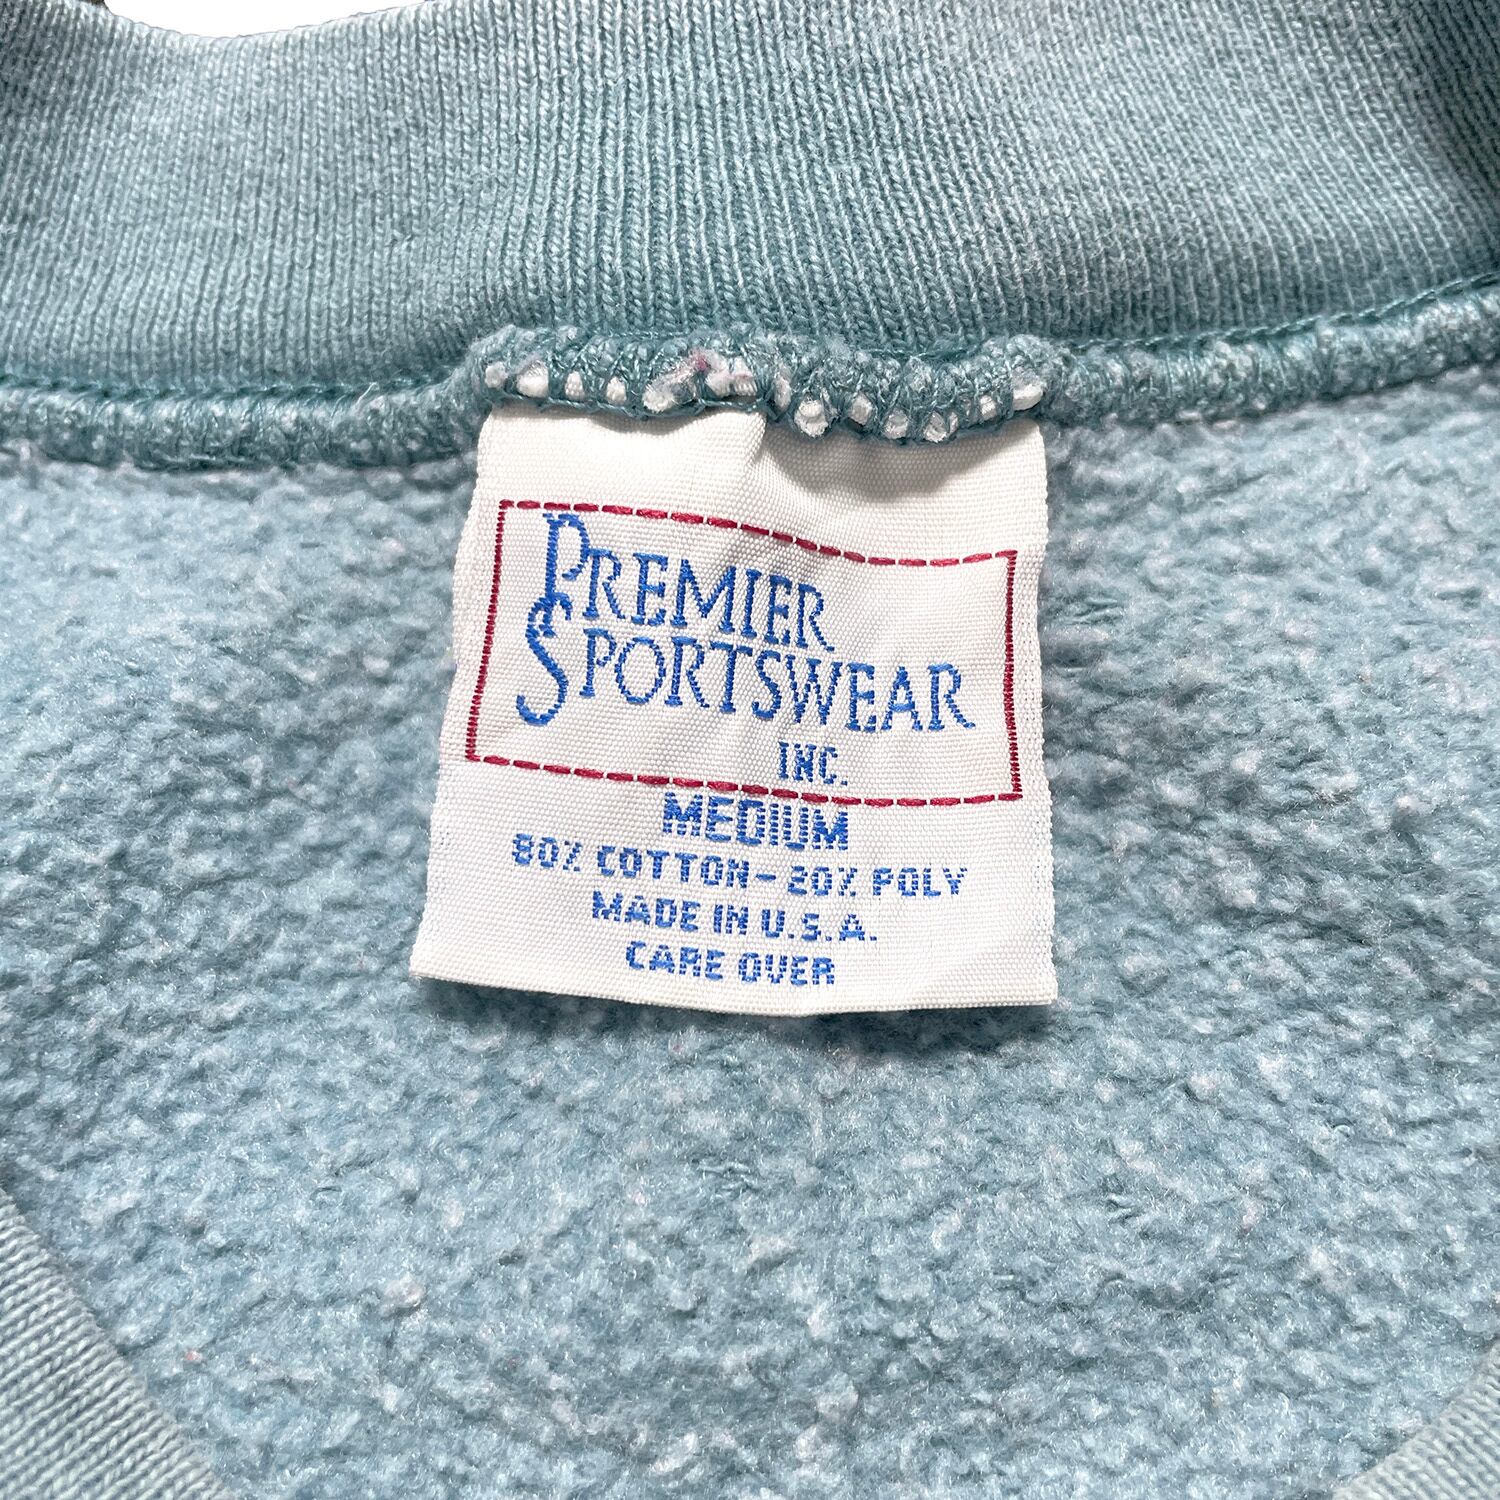 PREMIER
SPORTSWEAR
INC.
MEDIUM
80% COTTON-20% POLY
MADE IN U.S.A.
CARE OVER